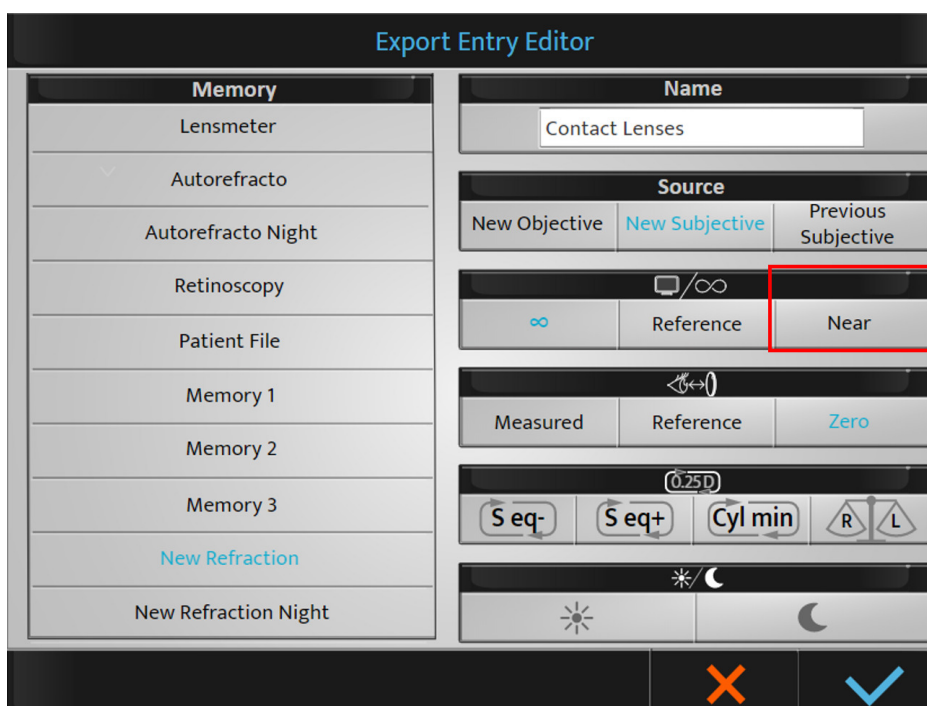 Export Entry Editor
Memory
Lensmeter
Autorefracto
Autorefracto Night
Retinoscopy
Patient File
Memory 1
Memory 2
Memory 3
New Refraction
New Refraction Night
Name
Contact Lenses
Source
New Objective
New Subjective
Previous
Subjective
/∞
∞
Reference
Near
Measured
Reference
Zero
0.25D
S eq-
S eq+
Cyl min
R
L
/